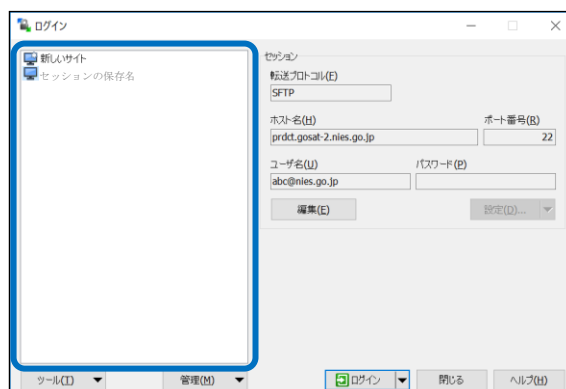 ログイン
新しいサイト
セッションの保存名
セッション
転送プロトコル(F)
SFTP
ホスト名(H) ポート番号(R)
prdct.gosat-2.nies.go.jp 22
ユーザ名(U) パスワード(P)
abc@nies.go.jp
編集(E) 設定(D)...
ツール(T) 管理(M) ログイン 閉じる ヘルプ(H)